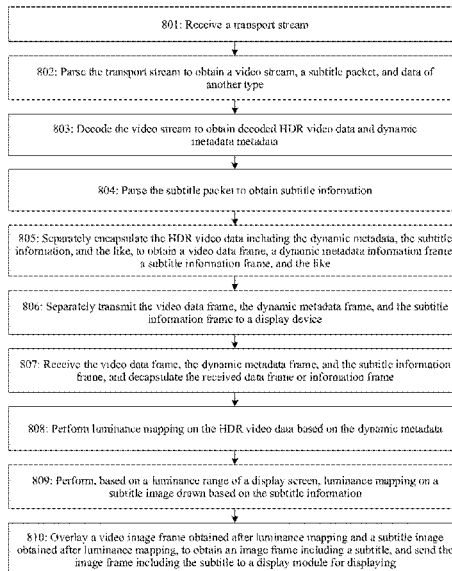 801: Receive a transport stream
802: Parse the transport stream to obtain a video stream, a subtitle packet, and data of
another type
803: Decode the video stream to obtain decoded HDR video data and dynamic
metadata metadata
804: Parse the subtitle packet to obtain subtitle information
805: Separately encapsulate the HDR video data including the dynamic metadata, the subtitle
information, and the like, to obtain a video data frame, a dynamic metadata information frame
a subtitle information frame, and the like
806: Separately transmit the video data frame, the dynamic metadata frame, and the subtitle
information frame to a display device
807: Receive the video data frame, the dynamic metadata frame, and the subtitle information
frame, and decapsulate the received data frame or information frame
808: Perform luminance mapping on the HDR video data based on the dynamic metadata
809: Perform, based on a luminance range of a display screen, luminance mapping on a
subtitle image drawn based on the subtitle information
810: Overlay a video image frame obtained after luminance mapping and a subtitle image
obtained after luminance mapping, to obtain an image frame including a subtitle, and send the
image frame including the subtitle to a display module for displaying